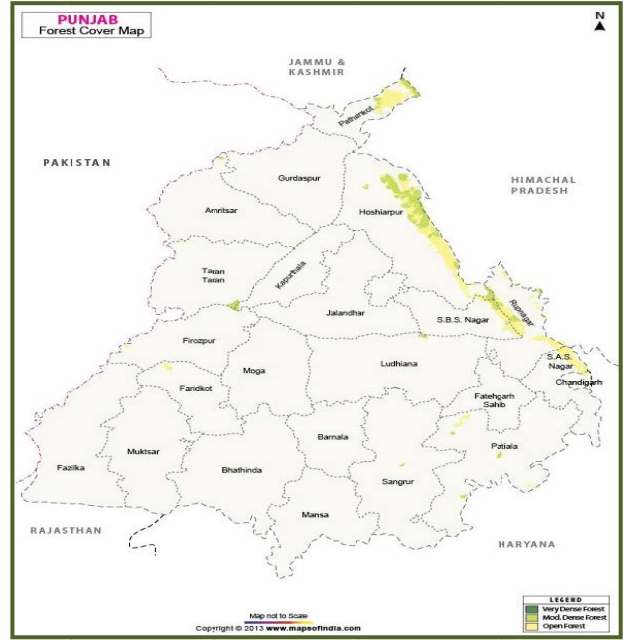 PUNJAB
Forest Cover Map
N
JAMMU &
KASHMIR
Pathankot
PAKISTAN
Gurdaspur
HIMACHAL
PRADESH
Amritsar
Hoshiarpur
Taran
Taran
Kapurthala
Jalandhar
S.B.S. Nagar
Rupnagar
Firozpur
Moga
Ludhiana
S.A.S.
Nagar
Chandigarh
Faridkot
Fatehgarh
Sahib
Barnala
Patiala
Muktsar
Fazilka
Bhathinda
Sangrur
Mansa
RAJASTHAN
HARYANA
LEGEND
Very Dense Forest
Mod. Dense Forest
Open Forest
Map not to Scale
Copyright © 2013 www.mapsofindia.com